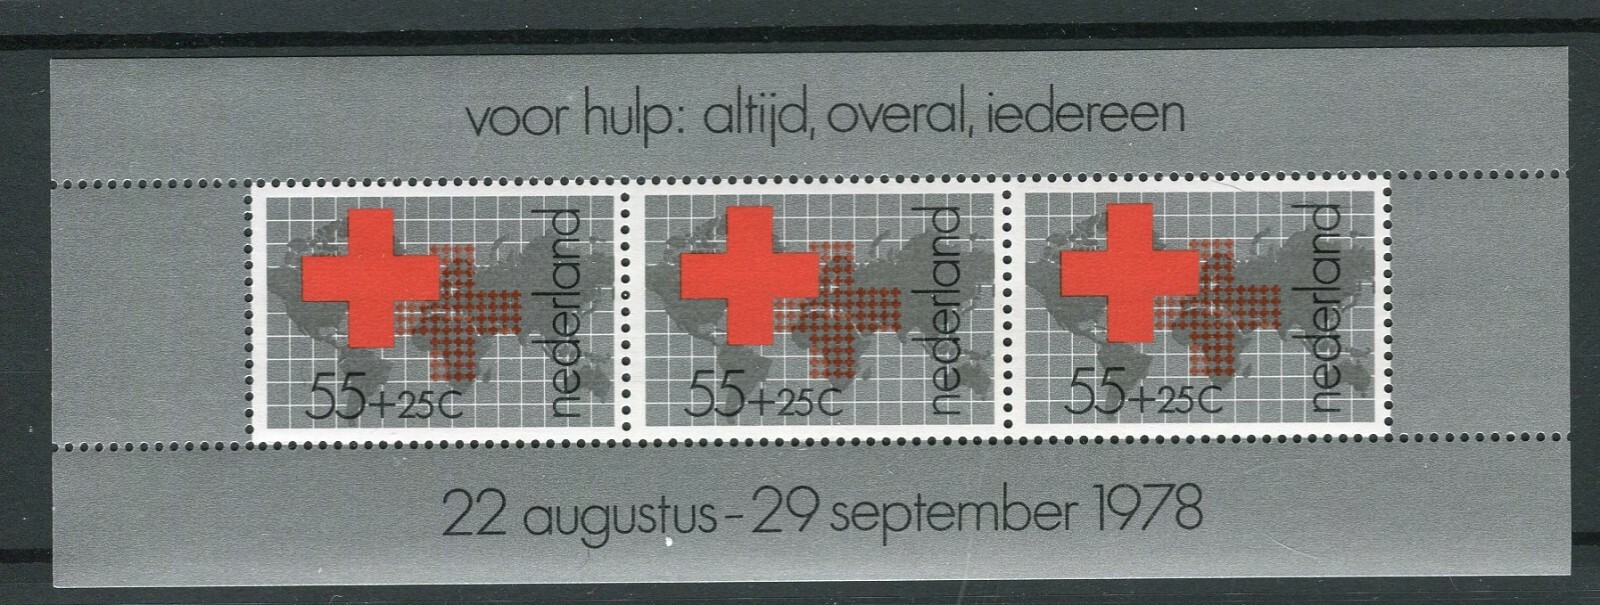 voor hulp: altijd, overal, iedereen
55+25C
nederland
55+25C
nederland
55+25C
nederland
22 augustus-29 september 1978